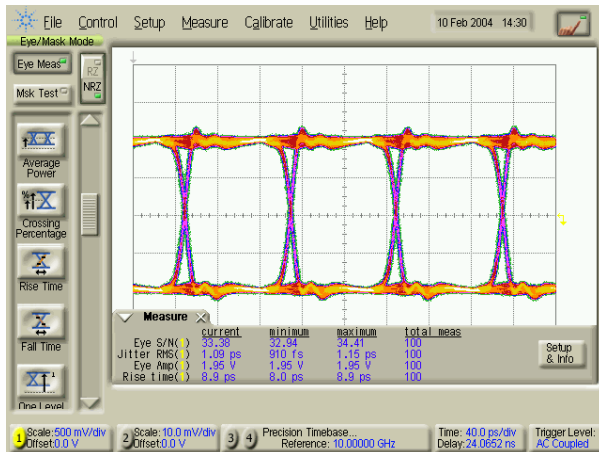 File Control Setup Measure Calibrate Utilities Help 10 Feb 2004 14:30
Eye/Mask Mode
Eye Meas
RZ
Msk Test
NRZ
Average
Power
Crossing
Percentage
Rise Time
Fall Time
One Level
Measure
current minimum maximum total meas
Eye S/N(1) 33.38 32.94 34.41 100
Jitter RMS(1) 1.09 ps 910 fs 1.15 ps 100
Eye Amp(1) 1.95 V 1.95 V 1.95 V 100
Rise time(1) 8.9 ps 8.0 ps 8.9 ps 100
Setup
& Info
1 Scale:500 mV/div
Offset:0.0 V
2 Scale:10.0 mV/div
Offset:0.0 V
3 4
Precision Timebase...
Reference: 10.00000 GHz
Time: 40.0 ps/div
Delay:24.0652 ns
Trigger Level:
AC Coupled